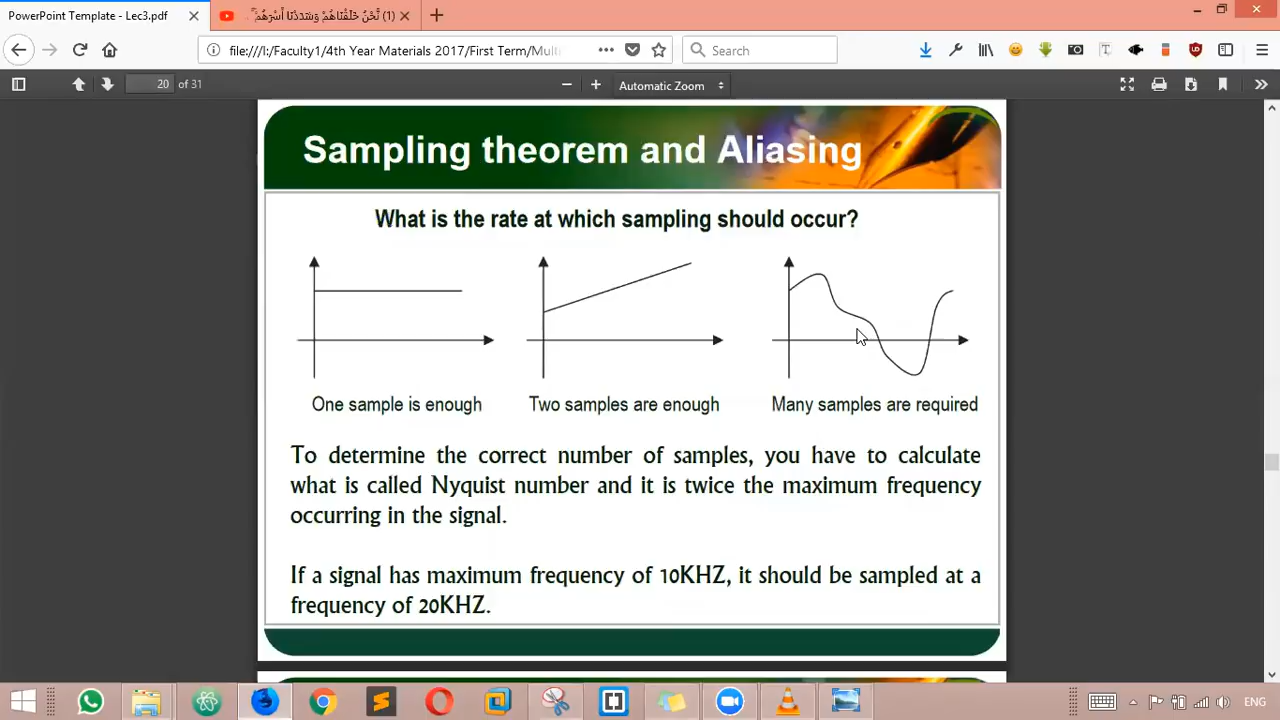 PowerPoint Template - Lec3.pdf
(1) نَّحْنُ خَلَقْنَاهُمْ وَشَدَدْنَا أَسْرَهُمْ
file:///I:/Faculty1/4th Year Materials 2017/First Term/Mult
Search
20 of 31
Automatic Zoom
Sampling theorem and Aliasing
What is the rate at which sampling should occur?
One sample is enough
Two samples are enough
Many samples are required
To determine the correct number of samples, you have to calculate
what is called Nyquist number and it is twice the maximum frequency
occurring in the signal.
If a signal has maximum frequency of 10KHZ, it should be sampled at a
frequency of 20KHZ.
ENG